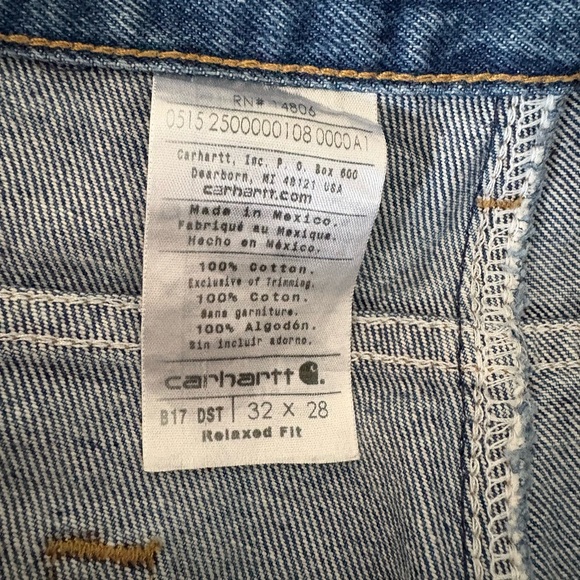 RN# 14806
0515 2500000108 0000A1
Carhartt, Inc. P. O. Box 600
Dearborn, MI 48121 USA
carhartt.com
Made in Mexico.
Fabriqué au Mexique.
Hecho en México.
100% Cotton.
Exclusive of Trimming.
100% Coton.
Sans garniture.
100% Algodón.
Sin incluir adorno.
carhartt
B17 DST | 32 X 28
Relaxed Fit